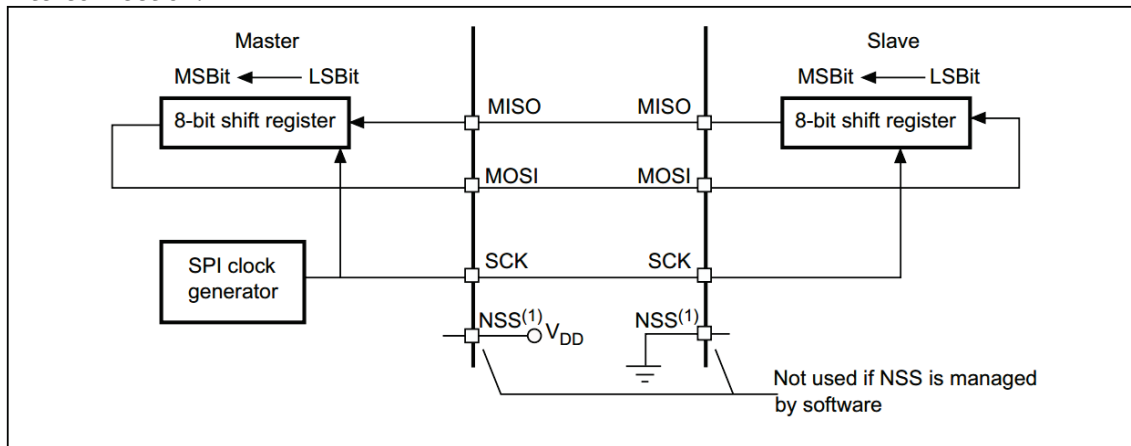 Master
Slave
MSBit LSBit
MSBit LSBit
8-bit shift register
MISO
MISO
8-bit shift register
MOSI
MOSI
SPI clock
generator
SCK
SCK
NSS(1)
VDD
NSS(1)
Not used if NSS is managed
by software